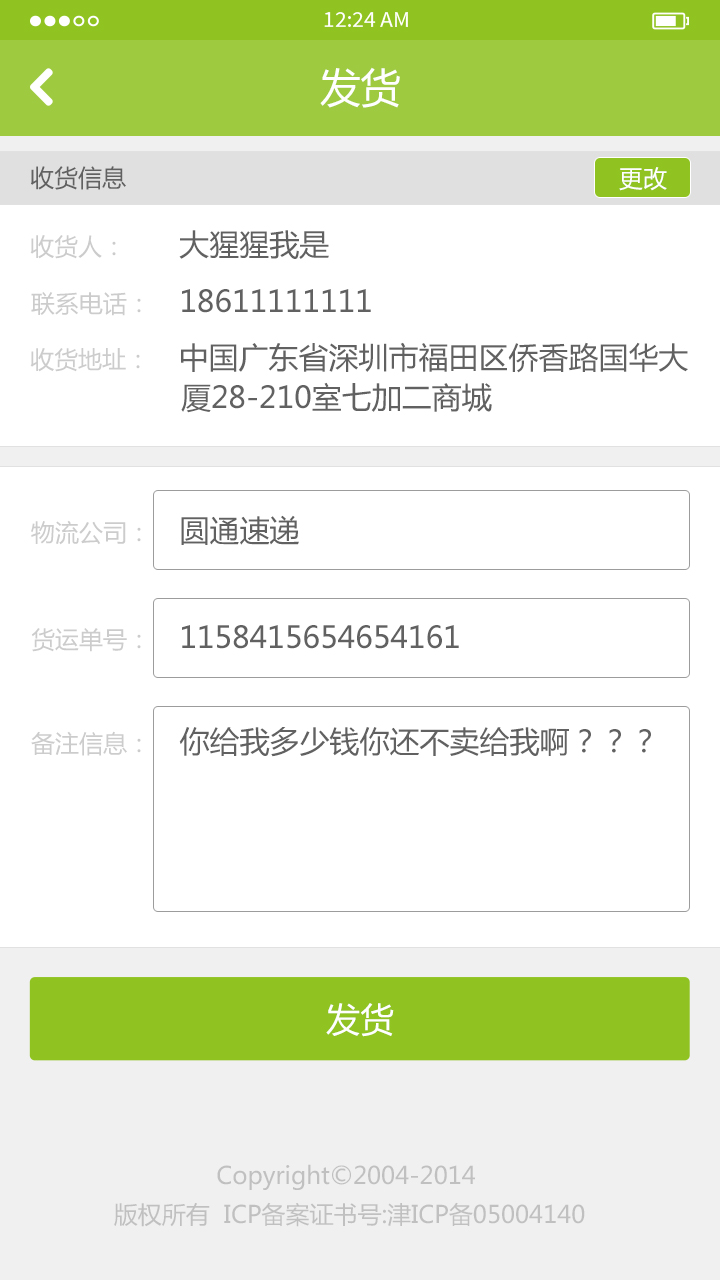 12:24 AM
发货
收货信息 更改
收货人： 大猩猩我是
联系电话： 18611111111
收货地址： 中国广东省深圳市福田区侨香路国华大
厦28-210室七加二商城
物流公司： 圆通速递
货运单号： 1158415654654161
备注信息： 你给我多少钱你还不卖给我啊？？？
发货
Copyright©2004-2014
版权所有 ICP备案证书号:津ICP备05004140